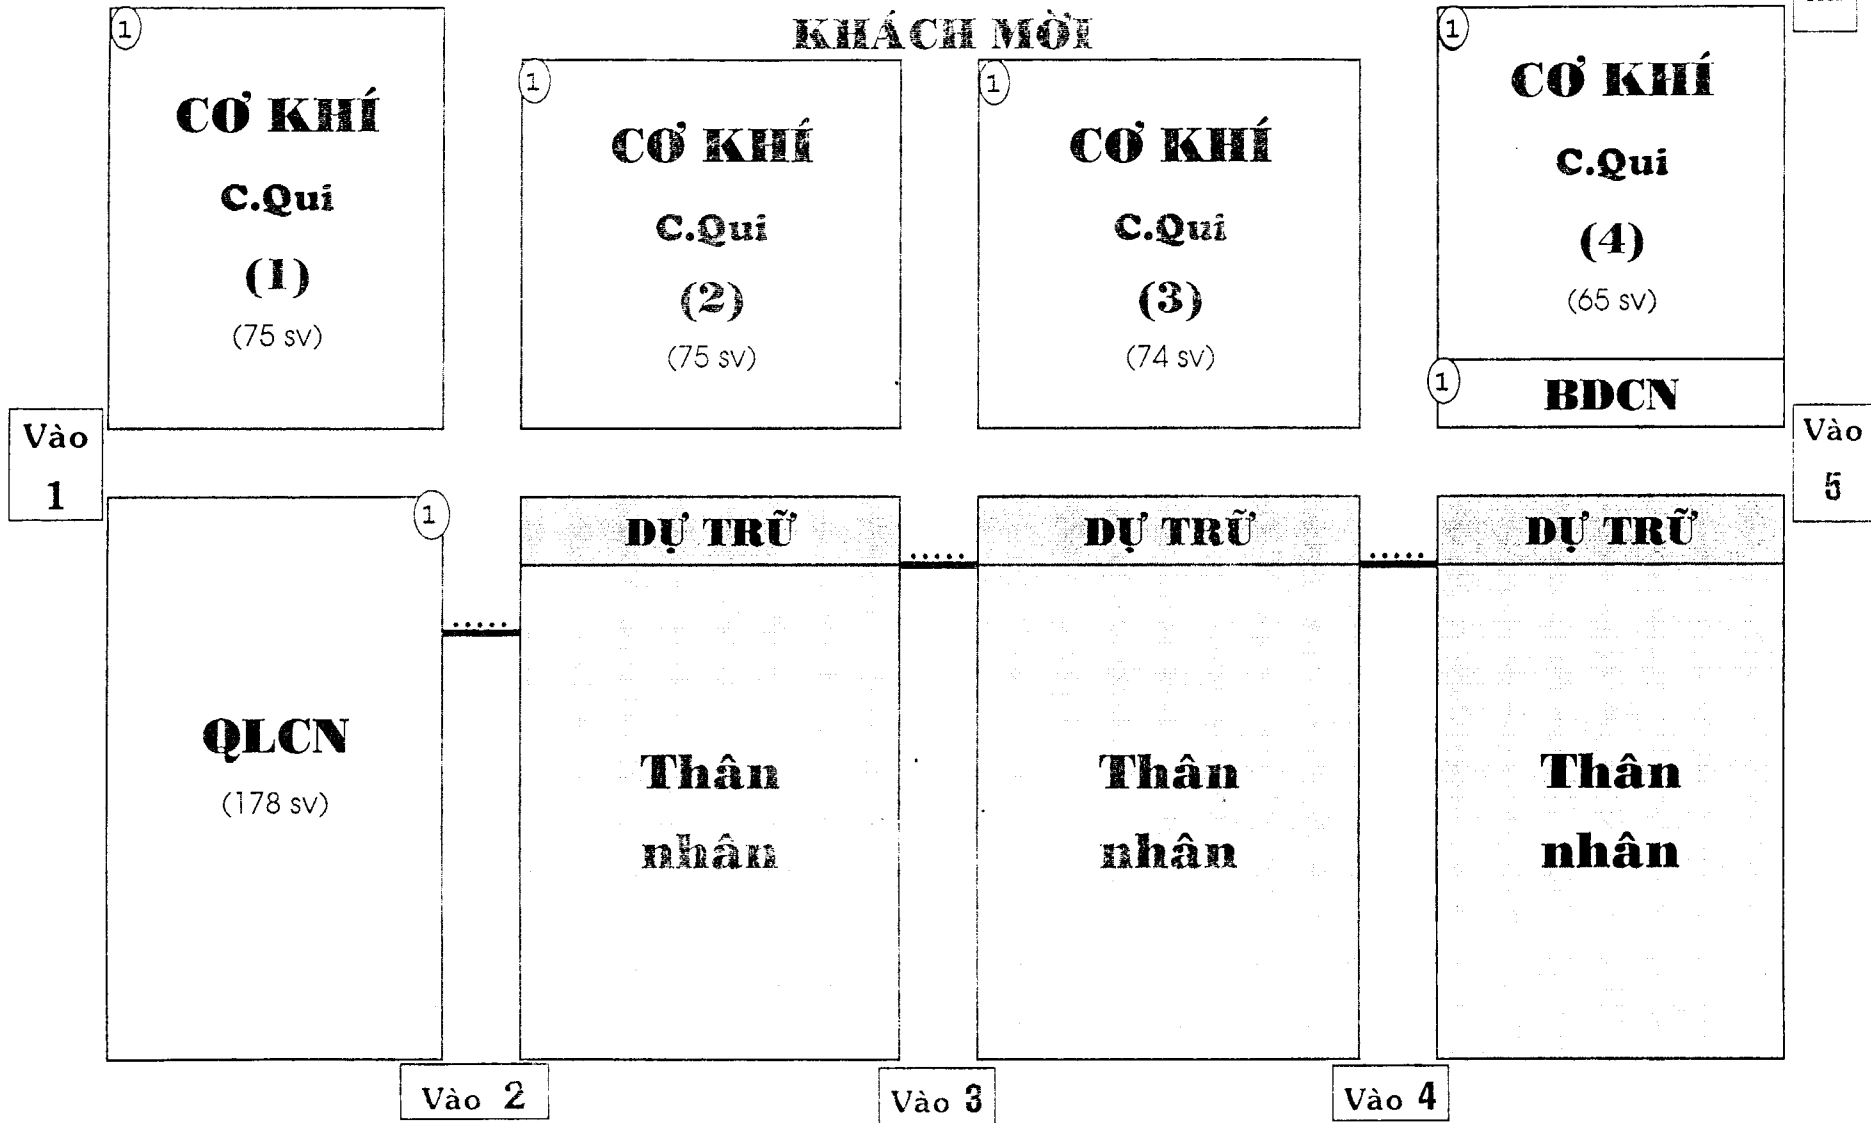 KHÁCH MỜI
1
CƠ KHÍ
C.Qui
(1)
(75 sv)
1
CƠ KHÍ
C.Qui
(2)
(75 sv)
1
CƠ KHÍ
C.Qui
(3)
(74 sv)
1
CƠ KHÍ
C.Qui
(4)
(65 sv)
1
BDCN
Vào
1
Vào
5
1
QLCN
(178 sv)
DỰ TRỮ
Thân
nhân
DỰ TRỮ
Thân
nhân
DỰ TRỮ
Thân
nhân
Vào 2
Vào 3
Vào 4